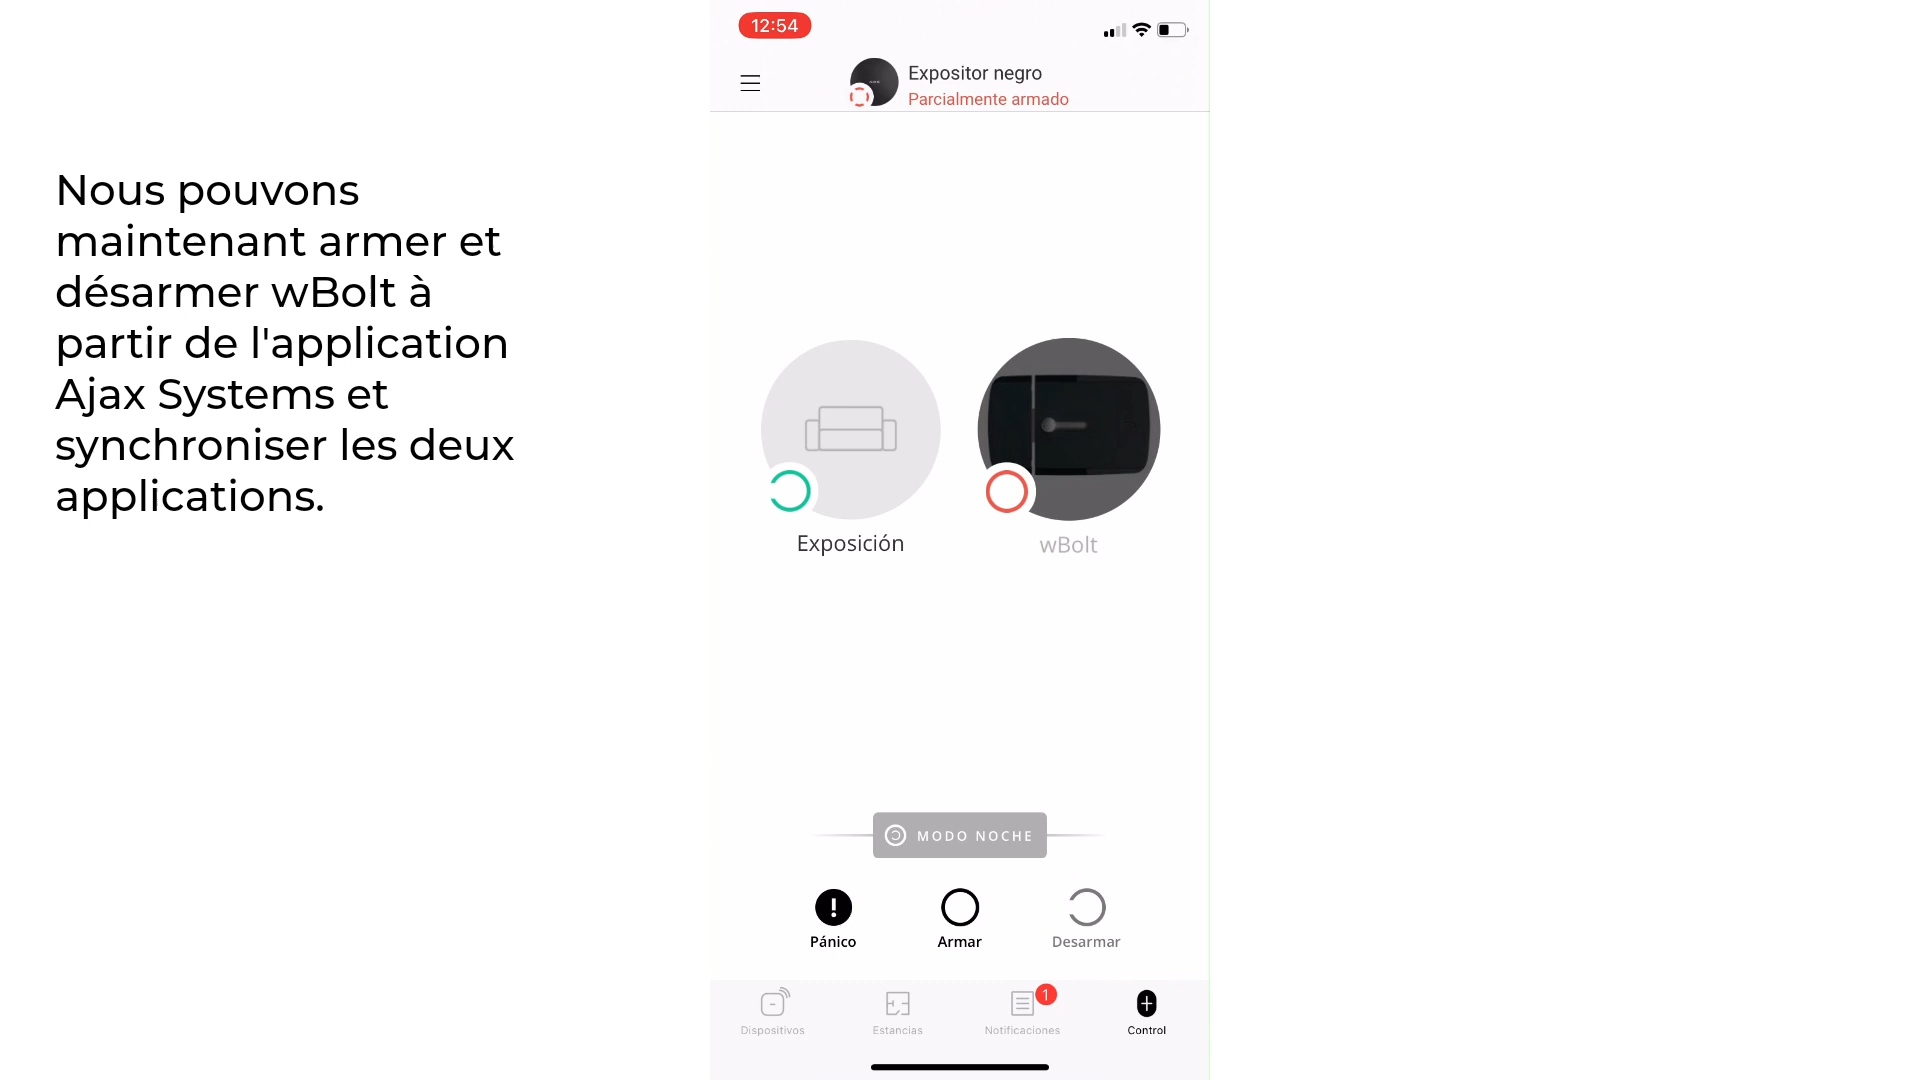 Nous pouvons
maintenant armer et
désarmer wBolt à
partir de l'application
Ajax Systems et
synchroniser les deux
applications.
12:54
Expositor negro
Parcialmente armado
Exposición
wBolt
MODO NOCHE
Pánico
Armar
Desarmar
1
Dispositivos
Estancias
Notificaciones
Control